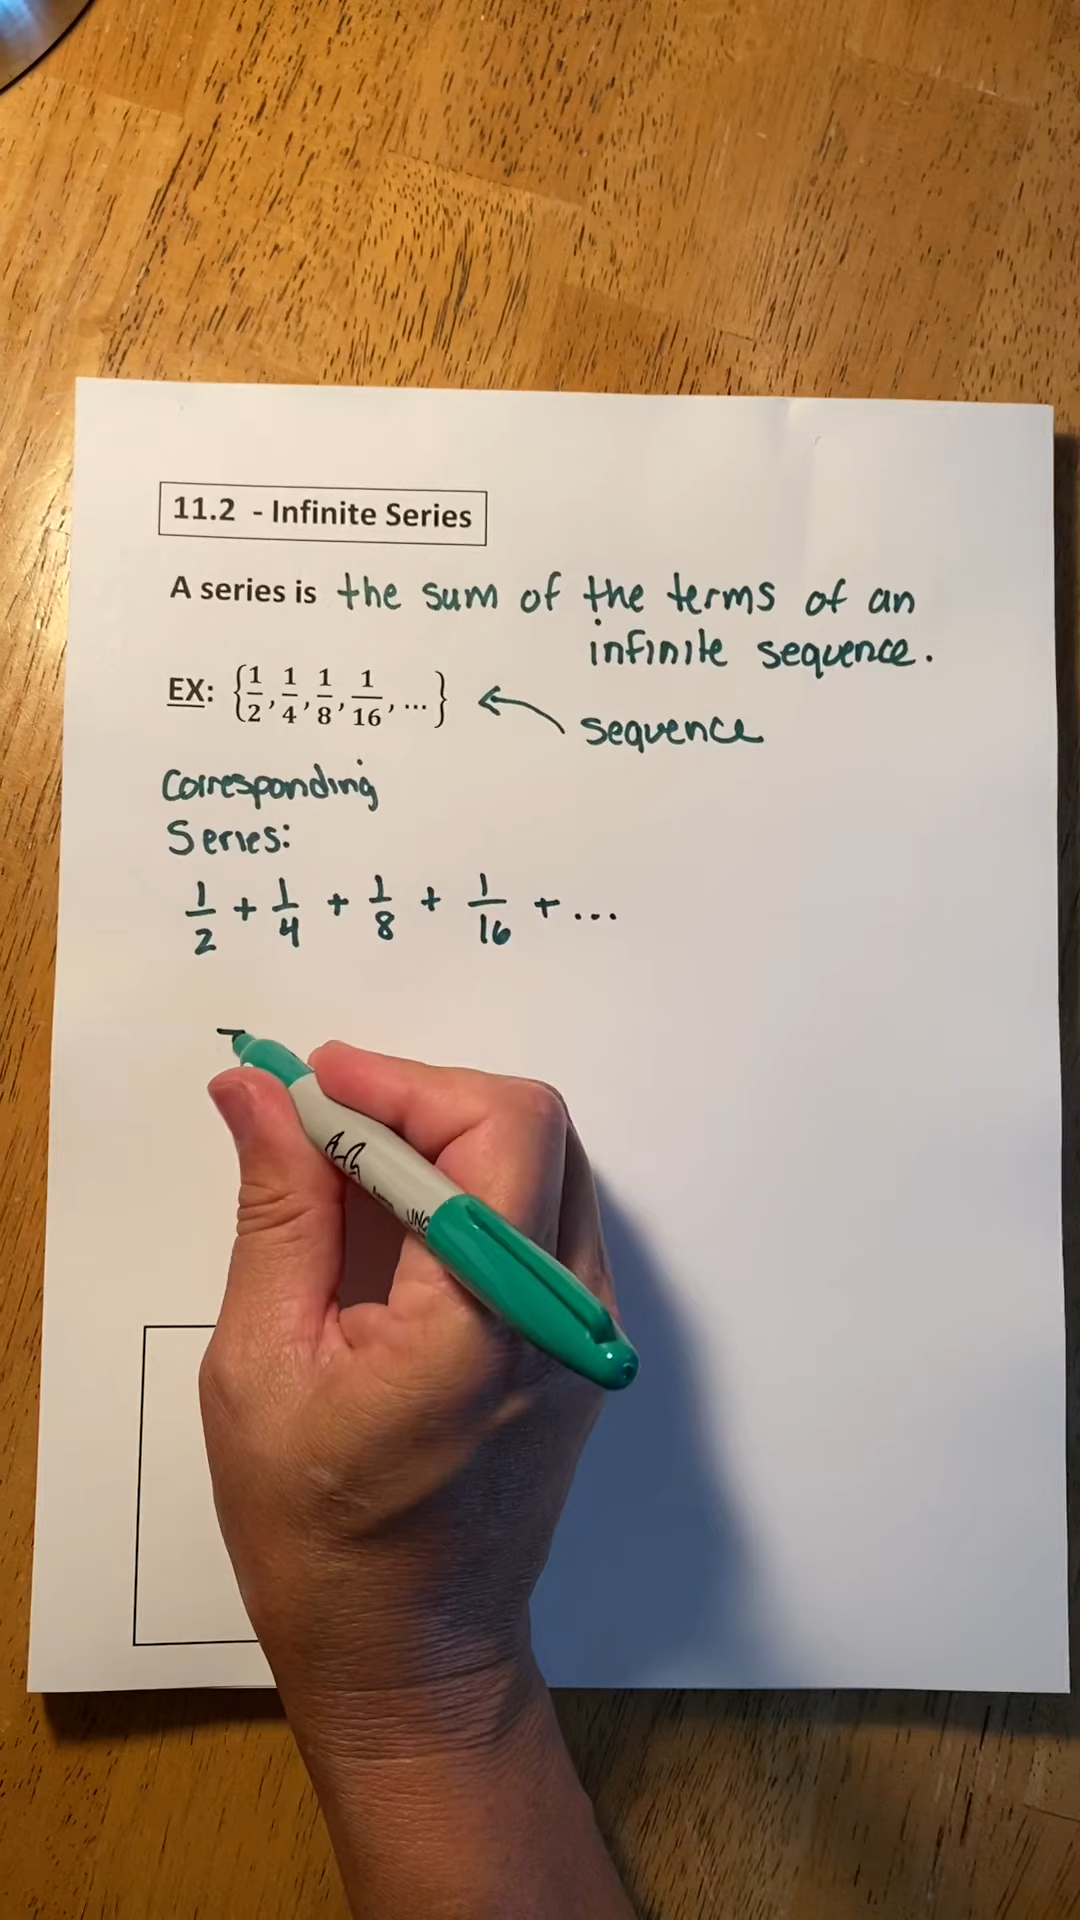 11.2 - Infinite Series
A series is the sum of the terms of an
infinite sequence.
EX: {1/2, 1/4, 1/8, 1/16, ...}
sequence
Corresponding
Series:
1/2 + 1/4 + 1/8 + 1/16 + ...